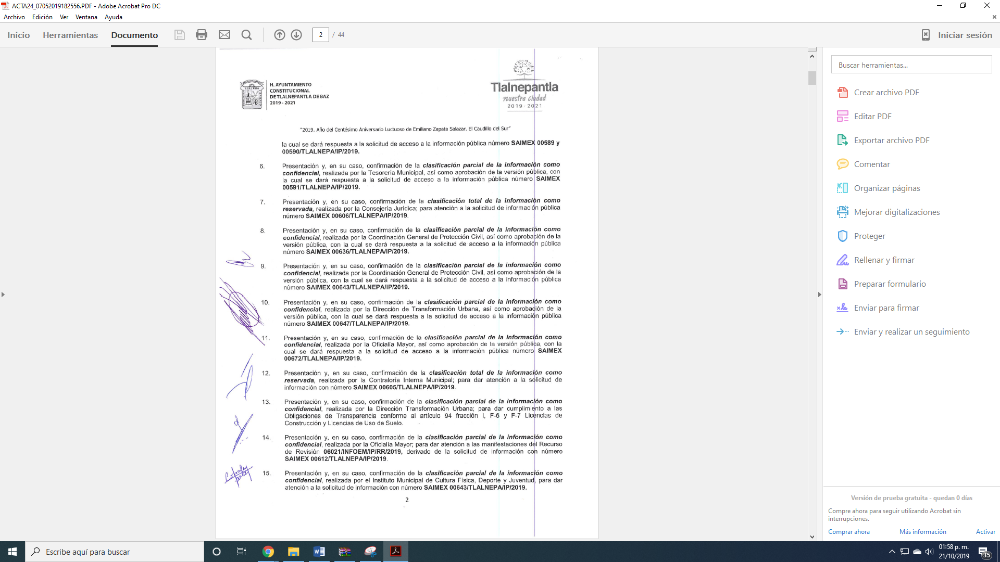 ACTA24_07052019182556.PDF - Adobe Acrobat Pro DC
Archivo Edición Ver Ventana Ayuda
Inicio Herramientas Documento 2 / 44 Iniciar sesión
H. AYUNTAMIENTO
CONSTITUCIONAL
DE TLALNEPANTLA DE BAZ
2019 - 2021
Tlalnepantla
nuestra ciudad
2019 - 2021
"2019. Año del Centésimo Aniversario Luctuoso de Emiliano Zapata Salazar. El Caudillo del Sur"
la cual se dará respuesta a la solicitud de acceso a la información pública número SAIMEX 00589 y
00590/TLALNEPA/IP/2019.
6. Presentación y, en su caso, confirmación de la clasificación parcial de la información como
confidencial, realizada por la Tesorería Municipal, así como aprobación de la versión pública, con
la cual se dará respuesta a la solicitud de acceso a la información pública número SAIMEX
00591/TLALNEPA/IP/2019.
7. Presentación y, en su caso, confirmación de la clasificación total de la información como
reservada, realizada por la Consejería Jurídica; para atención a la solicitud de información pública
número SAIMEX 00606/TLALNEPA/IP/2019.
8. Presentación y, en su caso, confirmación de la clasificación parcial de la información como
confidencial, realizada por la Coordinación General de Protección Civil, así como aprobación de la
versión pública, con la cual se dará respuesta a la solicitud de acceso a la información pública
número SAIMEX 00636/TLALNEPA/IP/2019.
9. Presentación y, en su caso, confirmación de la clasificación parcial de la información como
confidencial, realizada por la Coordinación General de Protección Civil, así como aprobación de la
versión pública, con la cual se dará respuesta a la solicitud de acceso a la información pública
número SAIMEX 00643/TLALNEPA/IP/2019.
10. Presentación y, en su caso, confirmación de la clasificación parcial de la información como
confidencial, realizada por la Dirección de Transformación Urbana, así como aprobación de la
versión pública, con la cual se dará respuesta a la solicitud de acceso a la información pública
número SAIMEX 00647/TLALNEPA/IP/2019.
11. Presentación y, en su caso, confirmación de la clasificación parcial de la información como
confidencial, realizada por la Oficialía Mayor, así como aprobación de la versión pública, con la
cual se dará respuesta a la solicitud de acceso a la información pública número SAIMEX
00672/TLALNEPA/IP/2019.
12. Presentación y, en su caso, confirmación de la clasificación total de la información como
reservada, realizada por la Contraloría Interna Municipal; para dar atención a la solicitud de
información con número SAIMEX 00605/TLALNEPA/IP/2019.
13. Presentación y, en su caso, confirmación de la clasificación parcial de la información como
confidencial, realizada por la Dirección Transformación Urbana; para dar cumplimiento a las
Obligaciones de Transparencia conforme al artículo 94 fracción I, F-6 y F-7 Licencias de
Construcción y Licencias de Uso de Suelo.
14. Presentación y, en su caso, confirmación de la clasificación parcial de la información como
confidencial, realizada por la Oficialía Mayor; para dar atención a las manifestaciones del Recurso
de Revisión 06021/INFOEM/IP/RR/2019, derivado de la solicitud de información con número
SAIMEX 00612/TLALNEPA/IP/2019.
15. Presentación y, en su caso, confirmación de la clasificación parcial de la información como
confidencial, realizada por el Instituto Municipal de Cultura Física, Deporte y Juventud, para dar
atención a la solicitud de información con número SAIMEX 00643/TLALNEPA/IP/2019.
2
Buscar herramientas...
Crear archivo PDF
Editar PDF
Exportar archivo PDF
Comentar
Organizar páginas
Mejorar digitalizaciones
Proteger
Rellenar y firmar
Preparar formulario
Enviar para firmar
Enviar y realizar un seguimiento
Versión de prueba gratuita - quedan 0 días
Compre ahora para seguir utilizando Acrobat sin
interrupciones.
Comprar ahora Más información Activar
Escribe aquí para buscar
01:58 p. m.
21/10/2019
35